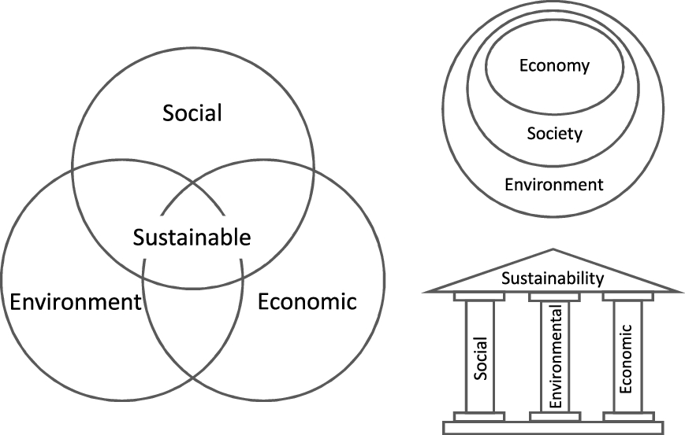 Social
Sustainable
Environment
Economic
Economy
Society
Environment
Sustainability
Social
Environmental
Economic